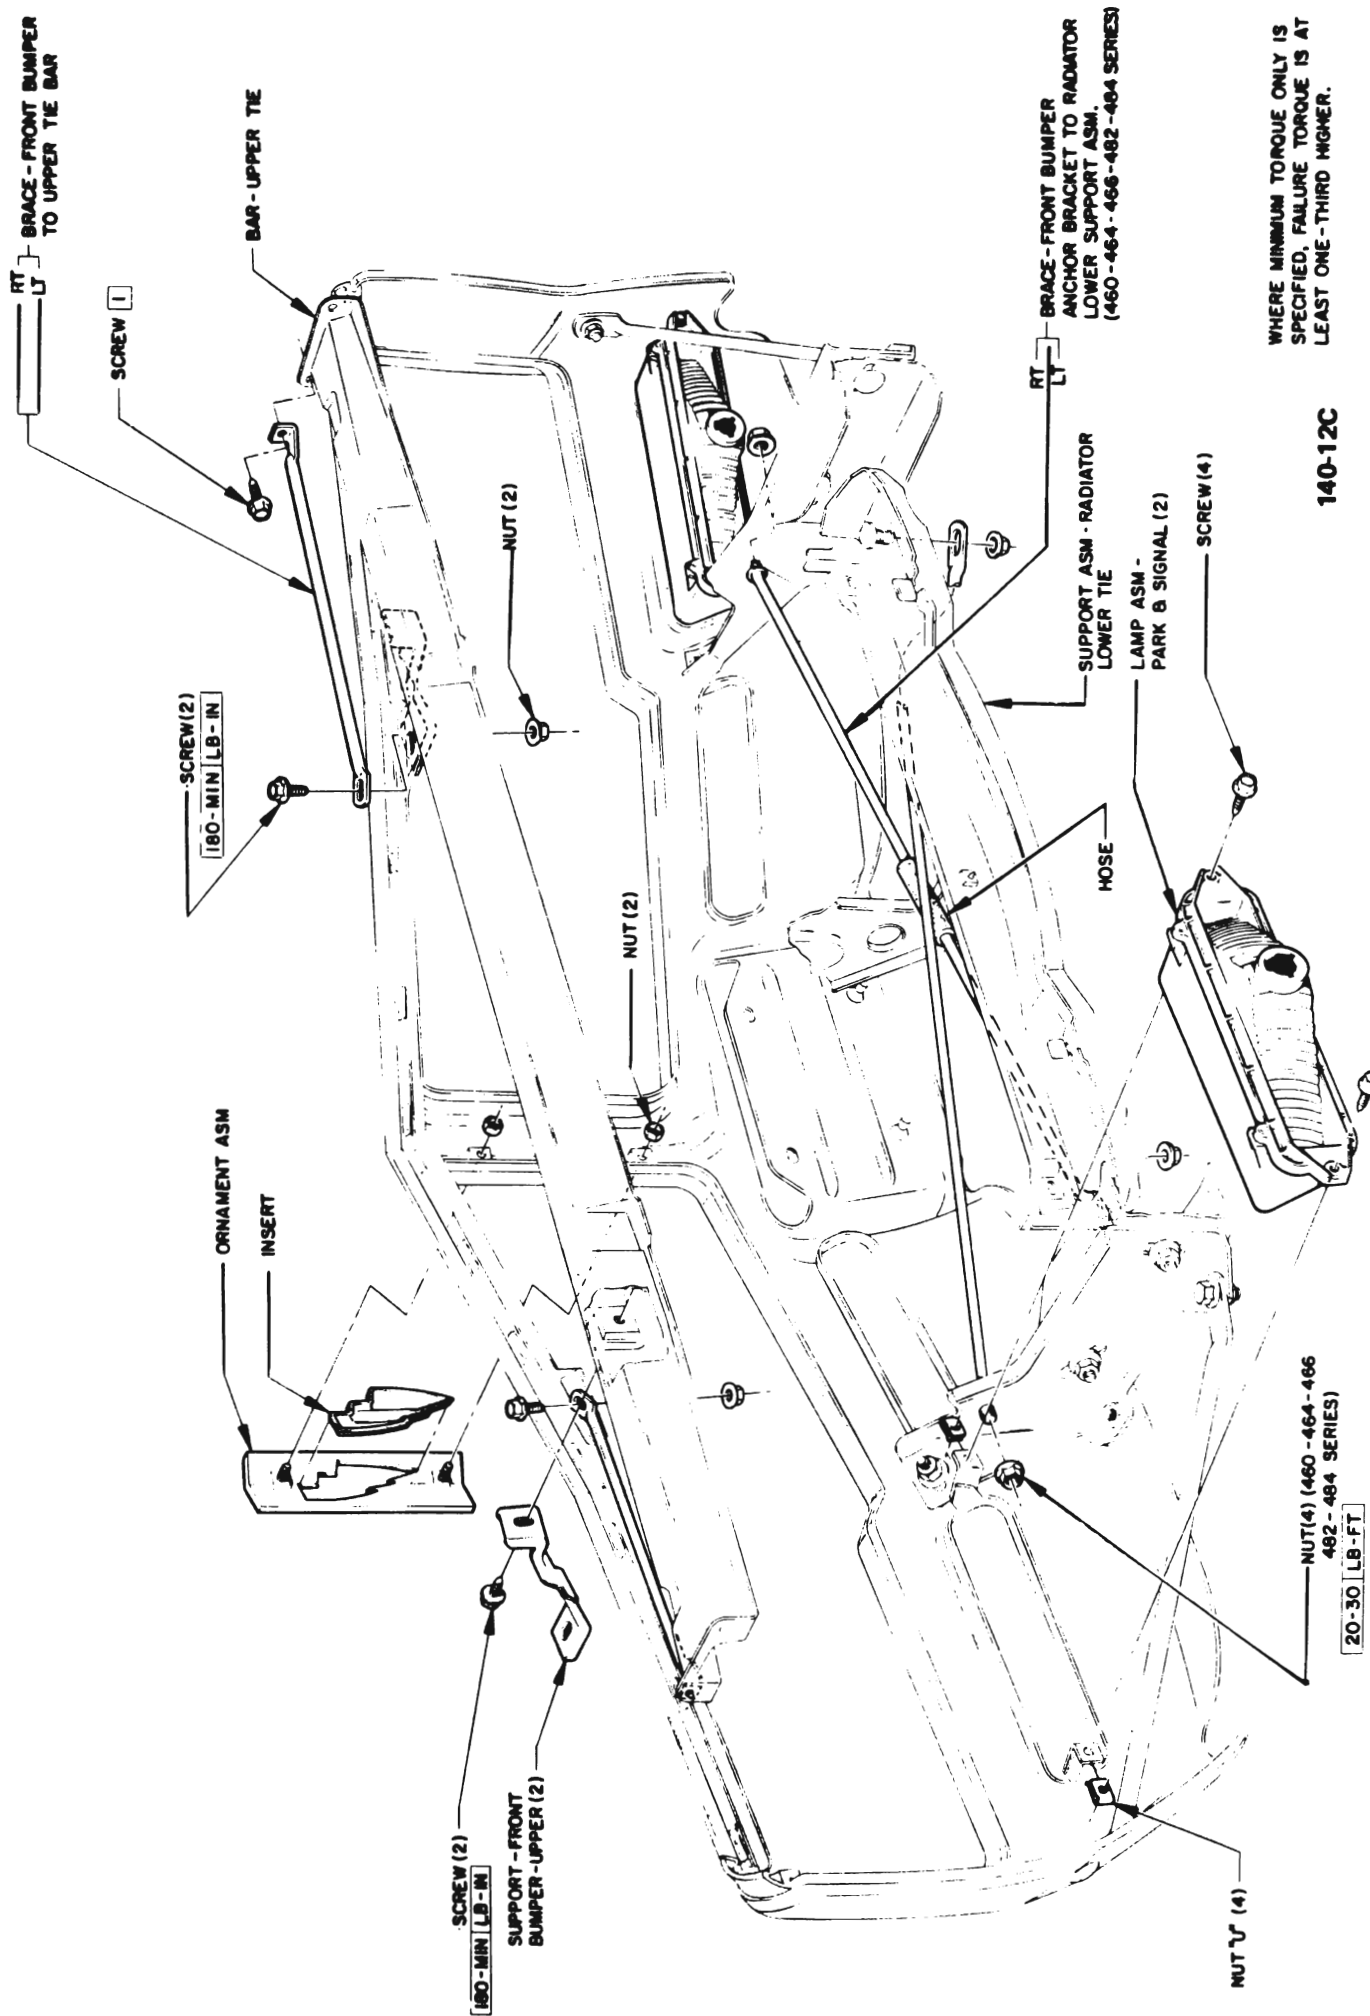 RT
LT
BRACE - FRONT BUMPER
TO UPPER TIE BAR
SCREW 1
BAR - UPPER TIE
SCREW (2)
180-MIN LB-IN
NUT (2)
NUT (2)
ORNAMENT ASM
INSERT
SCREW (2)
180-MIN LB-IN
SUPPORT - FRONT
BUMPER - UPPER (2)
RT
LT
BRACE - FRONT BUMPER
ANCHOR BRACKET TO RADIATOR
LOWER SUPPORT ASM.
(460-464-466-482-484 SERIES)
SUPPORT ASM - RADIATOR
LOWER TIE
LAMP ASM -
PARK & SIGNAL (2)
SCREW (4)
HOSE
NUT (4) (460-464-466
482-484 SERIES)
20-30 LB-FT
NUT "U" (4)
140-12C
WHERE MINIMUM TORQUE ONLY IS
SPECIFIED, FAILURE TORQUE IS AT
LEAST ONE-THIRD HIGHER.